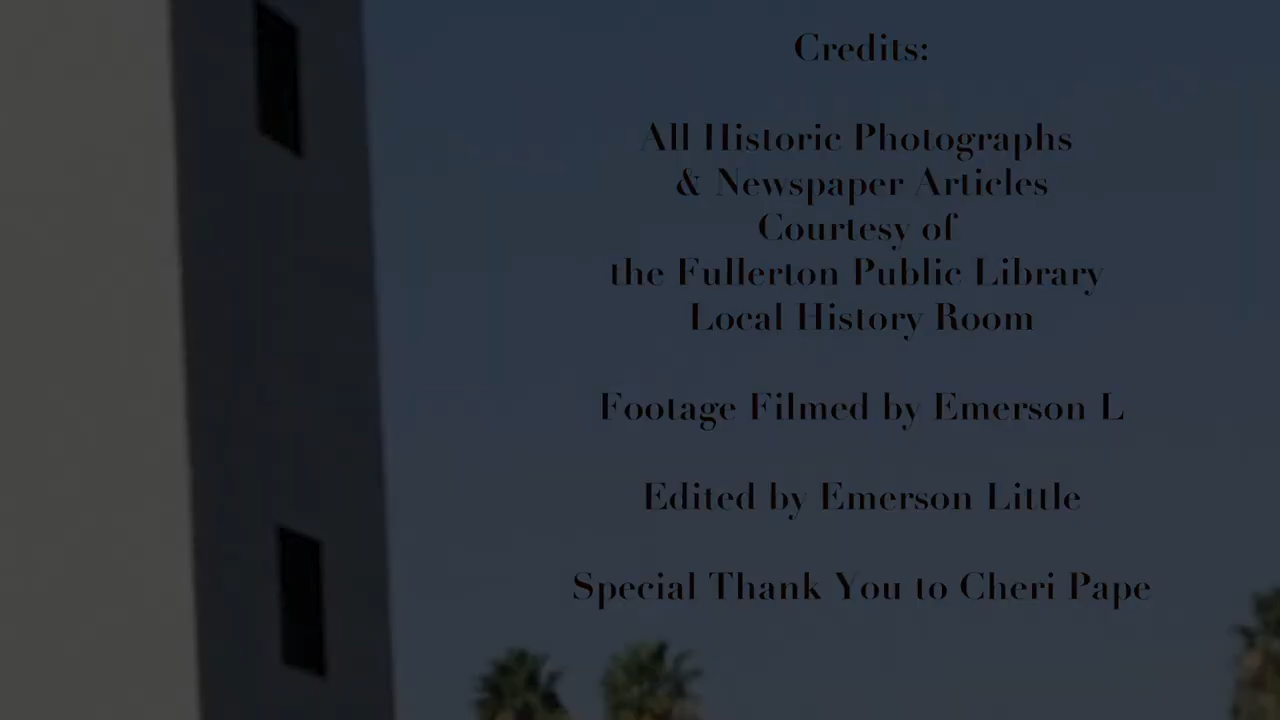 Credits:
All Historic Photographs
& Newspaper Articles
Courtesy of
the Fullerton Public Library
Local History Room
Footage Filmed by Emerson L
Edited by Emerson Little
Special Thank You to Cheri Pape